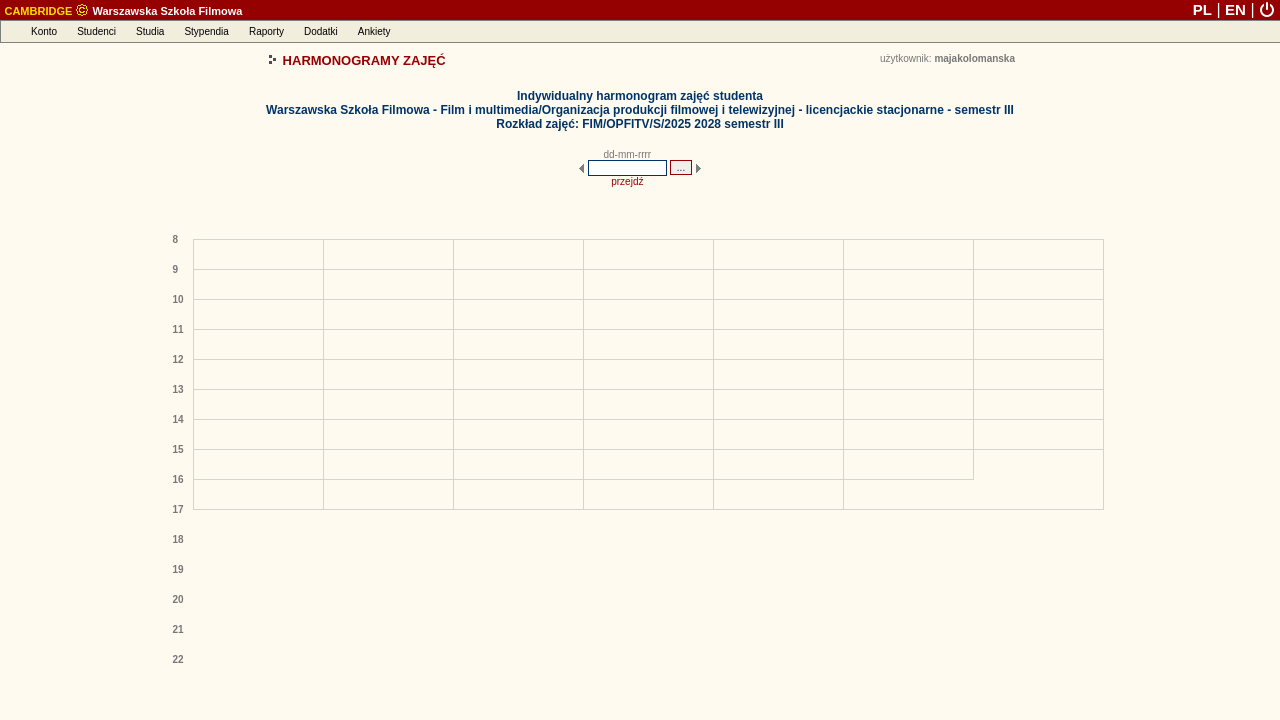 CAMBRIDGE Warszawska Szkoła Filmowa PL | EN |
Konto Studenci Studia Stypendia Raporty Dodatki Ankiety
HARMONOGRAMY ZAJĘĆ użytkownik: majakolomanska
Indywidualny harmonogram zajęć studenta
Warszawska Szkoła Filmowa - Film i multimedia/Organizacja produkcji filmowej i telewizyjnej - licencjackie stacjonarne - semestr III
Rozkład zajęć: FIM/OPFITV/S/2025 2028 semestr III
dd-mm-rrrr
...
przejdź
8
9
10
11
12
13
14
15
16
17
18
19
20
21
22